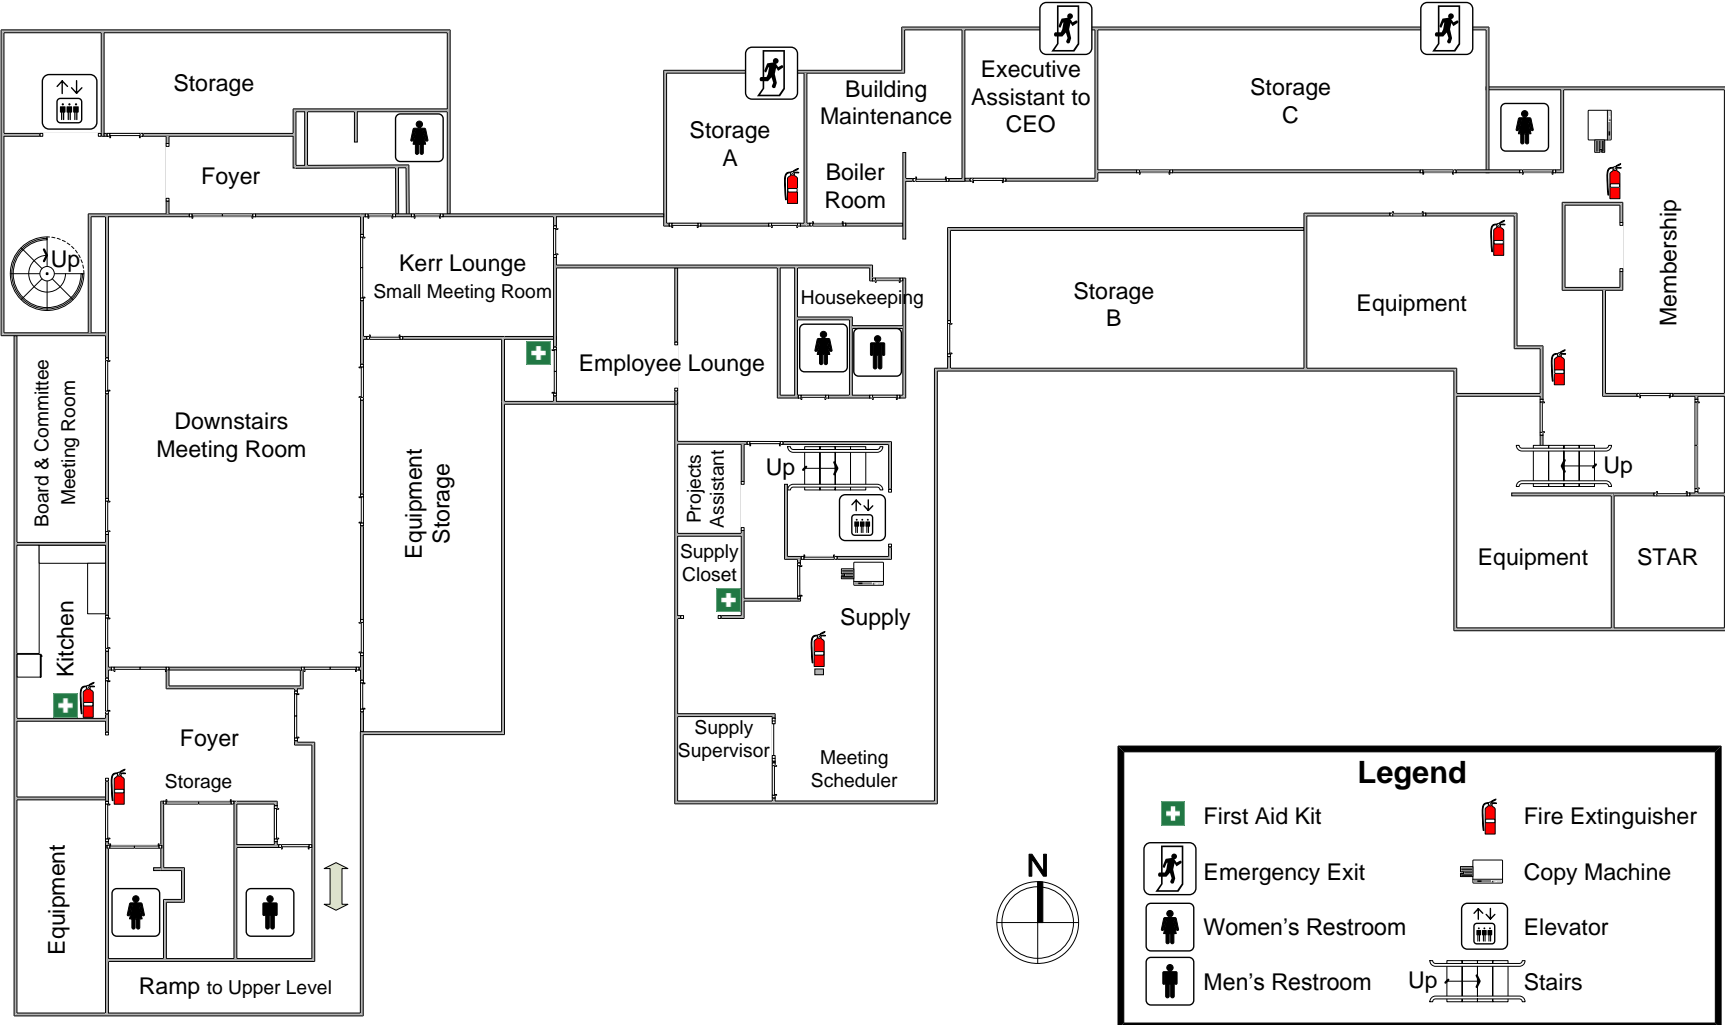 Storage
Foyer
Up
Kerr Lounge
Small Meeting Room
Storage
A
Building
Maintenance
Boiler
Room
Executive
Assistant to
CEO
Storage
C
Membership
Housekeeping
Storage
B
Equipment
Employee Lounge
Board & Committee
Meeting Room
Downstairs
Meeting Room
Equipment
Storage
Projects
Assistant
Up
Up
Supply
Closet
Supply
Equipment
STAR
Kitchen
Foyer
Storage
Supply
Supervisor
Meeting
Scheduler
Equipment
Ramp to Upper Level
N
Legend
First Aid Kit
Fire Extinguisher
Emergency Exit
Copy Machine
Women's Restroom
Elevator
Men's Restroom
Up
Stairs